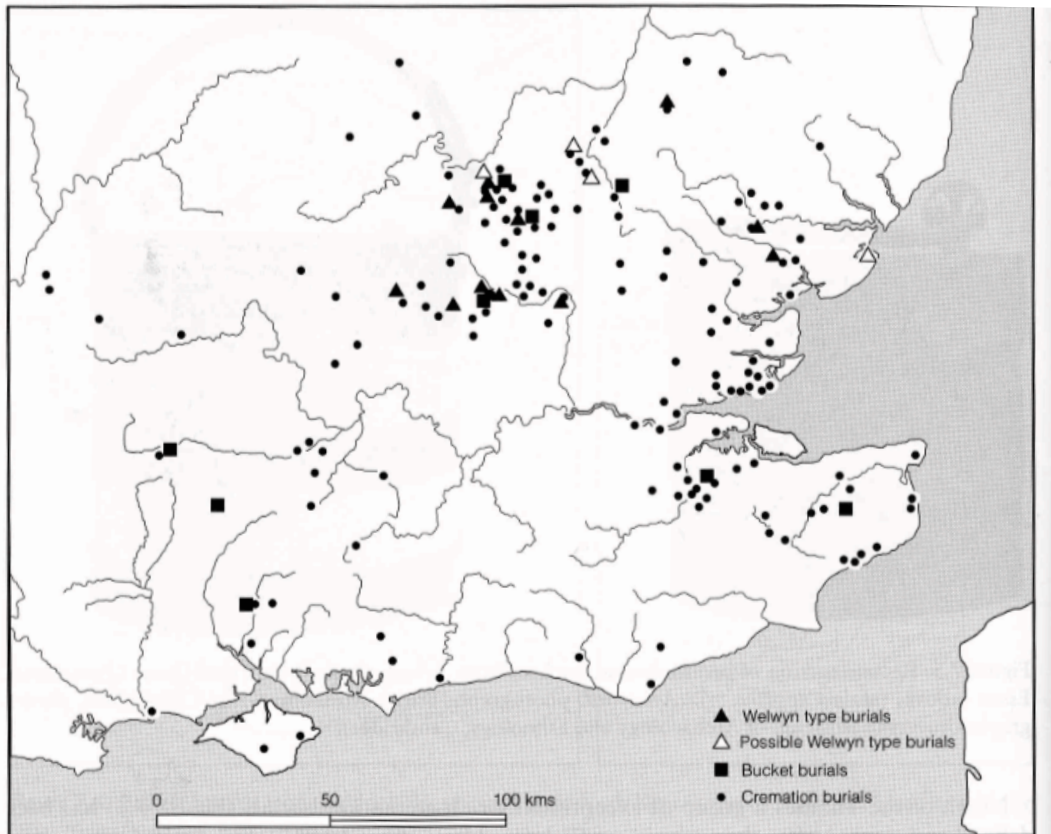 Welwyn type burials
Possible Welwyn type burials
Bucket burials
Cremation burials
0 50 100 kms